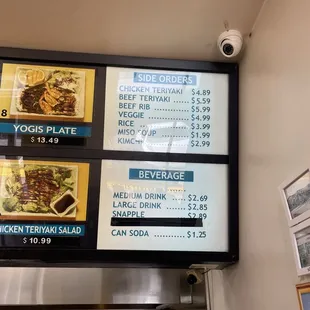 8
YOGIS PLATE
$ 13.49
CHICKEN TERIYAKI SALAD
$ 10.99
SIDE ORDERS
CHICKEN TERIYAKI $4.89
BEEF TERIYAKI ........ $5.59
BEEF RIB ........ $5.99
VEGGIE ........ $4.99
RICE ........ $3.99
MISO SOUP ........ $1.99
KIMCHI ........ $2.99
BEVERAGE
MEDIUM DRINK ..... $2.69
LARGE DRINK ..... $2.85
SNAPPLE ........ $2.89
CAN SODA ........ $1.25